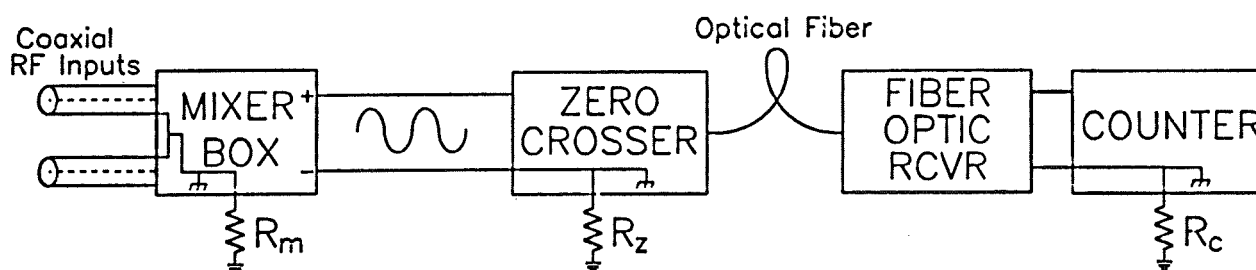 Coaxial
RF Inputs
Optical Fiber
MIXER
BOX
+
-
ZERO
CROSSER
FIBER
OPTIC
RCVR
COUNTER
Rm
Rz
Rc